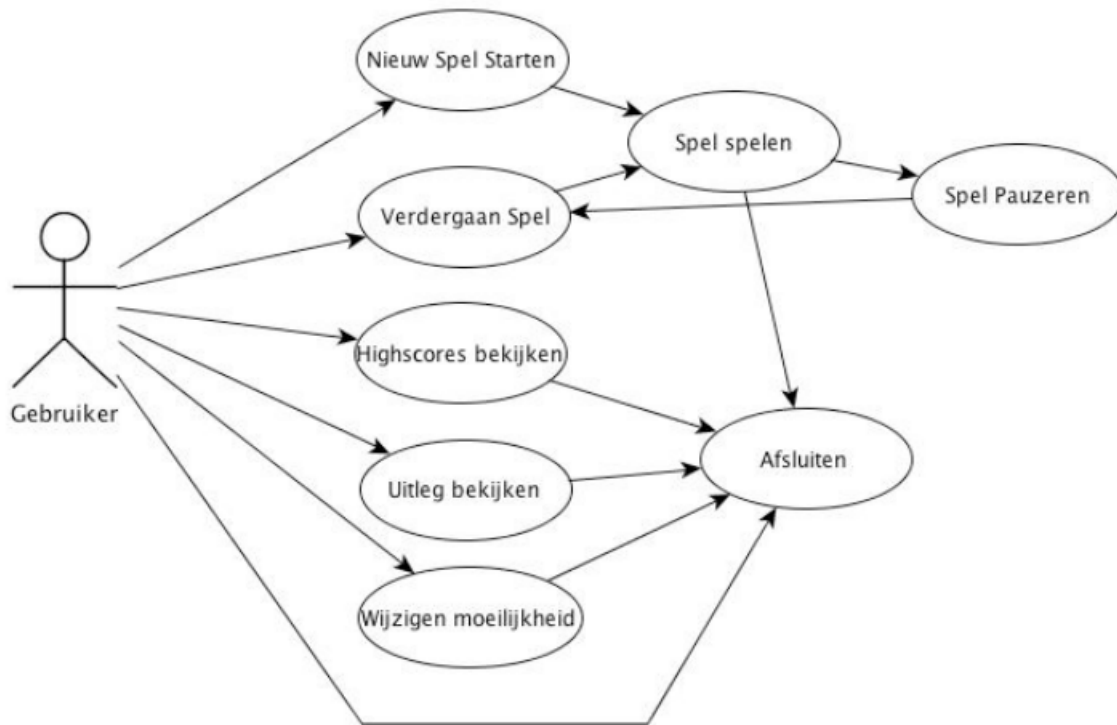 Nieuw Spel Starten
Spel spelen
Spel Pauzeren
Verdergaan Spel
Highscores bekijken
Gebruiker
Afsluiten
Uitleg bekijken
Wijzigen moeilijkheid